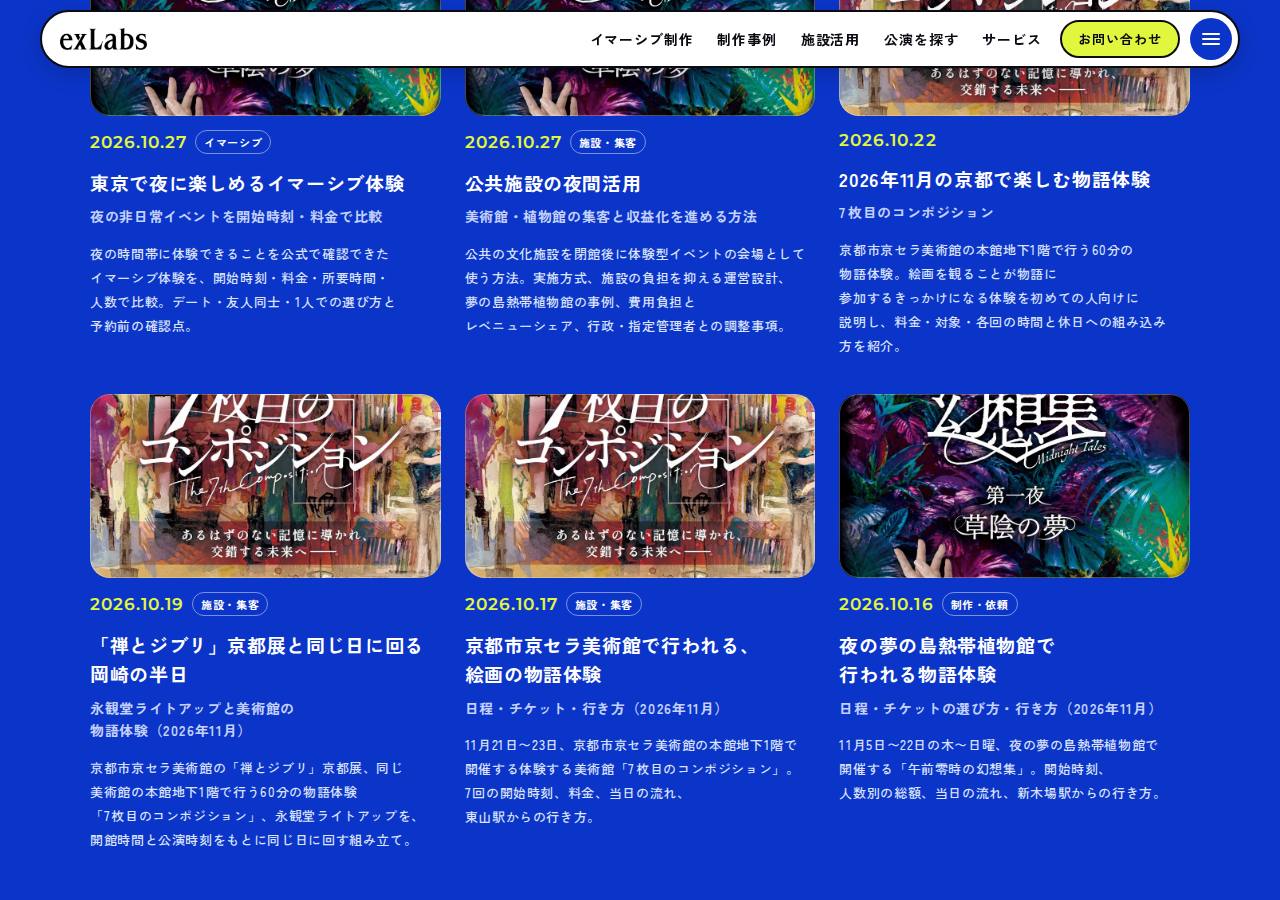 exLabs
イマーシブ制作
制作事例
施設活用
公演を探す
サービス
お問い合わせ
草陰の夢
草陰の夢
あるはずのない記憶に導かれ、
交錯する未来へ――
2026.10.27
イマーシブ
東京で夜に楽しめるイマーシブ体験
夜の非日常イベントを開始時刻・料金で比較
夜の時間帯に体験できることを公式で確認できた
イマーシブ体験を、開始時刻・料金・所要時間・
人数で比較。デート・友人同士・1人での選び方と
予約前の確認点。
2026.10.27
施設・集客
公共施設の夜間活用
美術館・植物館の集客と収益化を進める方法
公共の文化施設を閉館後に体験型イベントの会場として
使う方法。実施方式、施設の負担を抑える運営設計、
夢の島熱帯植物館の事例、費用負担と
レベニューシェア、行政・指定管理者との調整事項。
2026.10.22
2026年11月の京都で楽しむ物語体験
7枚目のコンポジション
京都市京セラ美術館の本館地下1階で行う60分の
物語体験。絵画を観ることが物語に
参加するきっかけになる体験を初めての人向けに
説明し、料金・対象・各回の時間と休日への組み込み
方を紹介。
7枚目の
コンポジション
The 7th Composition
あるはずのない記憶に導かれ、
交錯する未来へ――
2026.10.19
施設・集客
「禅とジブリ」京都展と同じ日に回る
岡崎の半日
永観堂ライトアップと美術館の
物語体験（2026年11月）
京都市京セラ美術館の「禅とジブリ」京都展、同じ
美術館の本館地下1階で行う60分の物語体験
「7枚目のコンポジション」、永観堂ライトアップを、
開館時間と公演時刻をもとに同じ日に回す組み立て。
7枚目の
コンポジション
The 7th Composition
あるはずのない記憶に導かれ、
交錯する未来へ――
2026.10.17
施設・集客
京都市京セラ美術館で行われる、
絵画の物語体験
日程・チケット・行き方（2026年11月）
11月21日〜23日、京都市京セラ美術館の本館地下1階で
開催する体験する美術館「7枚目のコンポジション」。
7回の開始時刻、料金、当日の流れ、
東山駅からの行き方。
幻想集
Midnight Tales
第一夜
草陰の夢
2026.10.16
制作・依頼
夜の夢の島熱帯植物館で
行われる物語体験
日程・チケットの選び方・行き方（2026年11月）
11月5日〜22日の木〜日曜、夜の夢の島熱帯植物館で
開催する「午前零時の幻想集」。開始時刻、
人数別の総額、当日の流れ、新木場駅からの行き方。